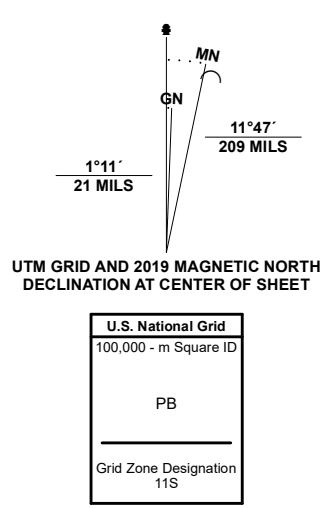 MN
GN
11°47´
209 MILS
1°11´
21 MILS
UTM GRID AND 2019 MAGNETIC NORTH
DECLINATION AT CENTER OF SHEET
U.S. National Grid
100,000 - m Square ID
PB
Grid Zone Designation
11S